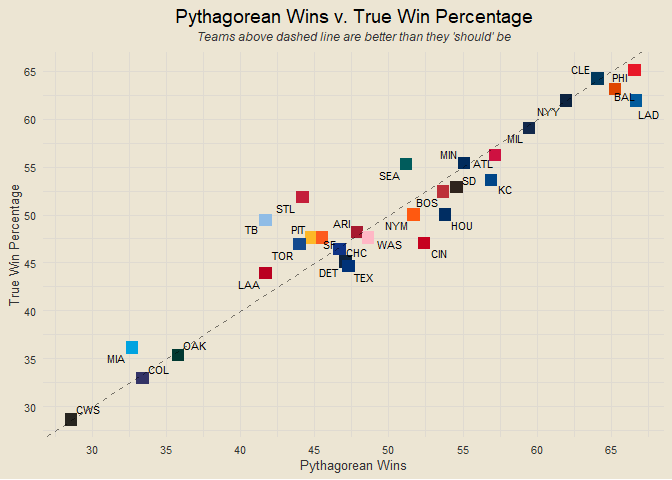 Pythagorean Wins v. True Win Percentage
Teams above dashed line are better than they 'should' be
CLE
PHI
BAL
LAD
NYY
MIL
MIN
ATL
SEA
SD
KC
STL
BOS
TB
PIT
ARI
NYM
HOU
TOR
SF
CHC
WAS
CIN
LAA
DET
TEX
MIA
OAK
COL
CWS
65
60
55
50
45
40
35
30
True Win Percentage
30
35
40
45
50
55
60
65
Pythagorean Wins